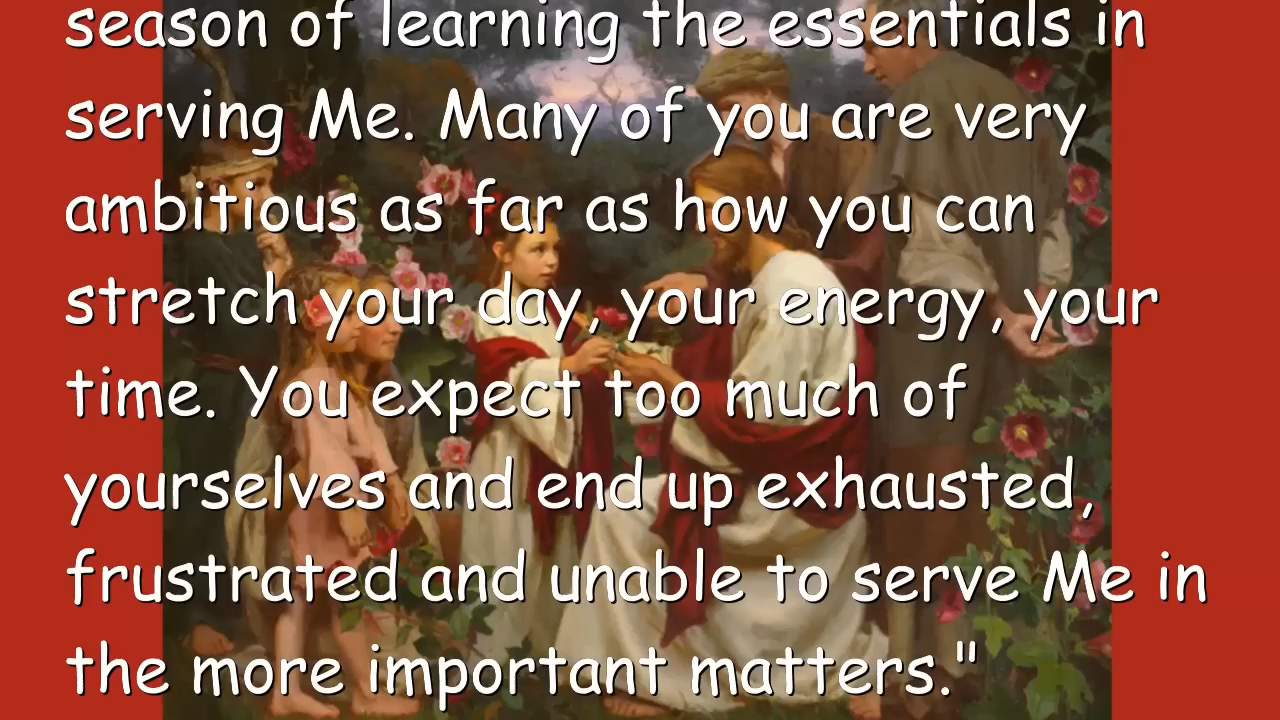 season of learning the essentials in
serving Me. Many of you are very
ambitious as far as how you can
stretch your day, your energy, your
time. You expect too much of
yourselves and end up exhausted,
frustrated and unable to serve Me in
the more important matters."